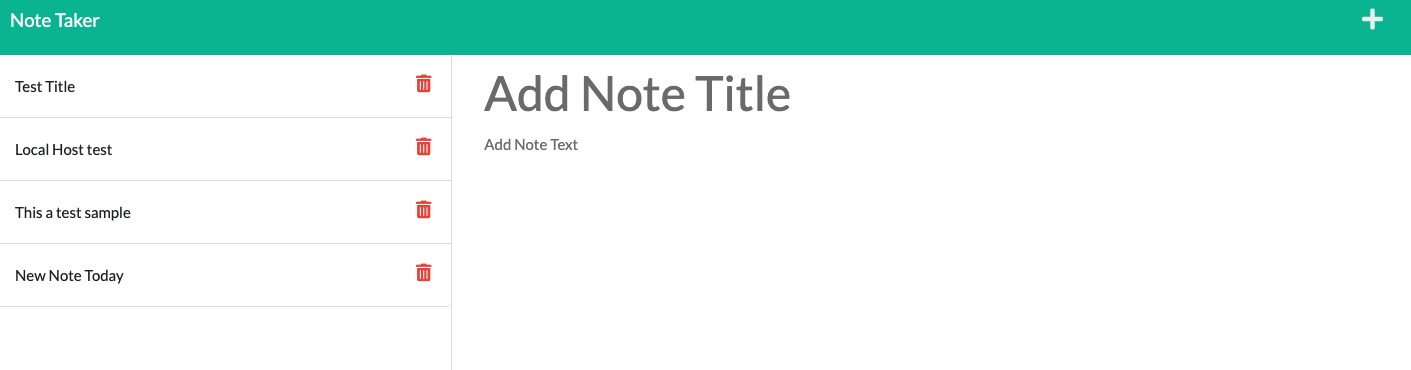 Note Taker
Test Title
Local Host test
This a test sample
New Note Today
Add Note Title
Add Note Text